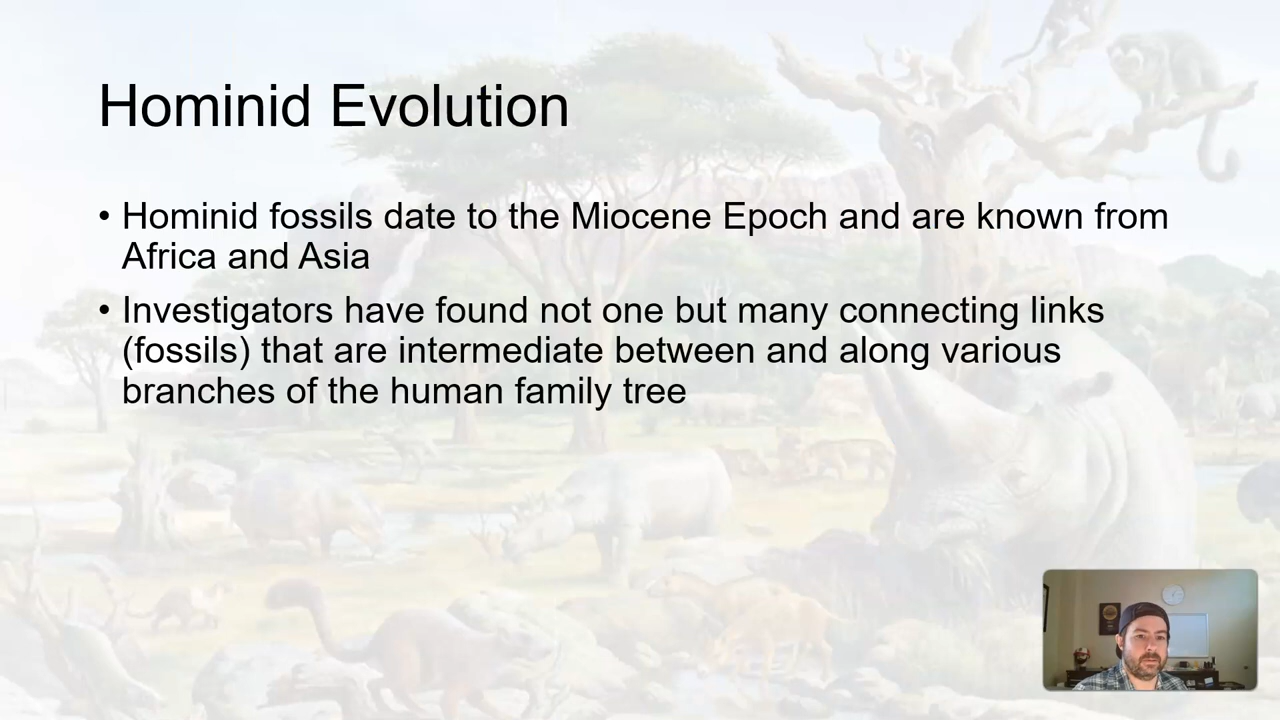 Hominid Evolution
• Hominid fossils date to the Miocene Epoch and are known from
Africa and Asia
• Investigators have found not one but many connecting links
(fossils) that are intermediate between and along various
branches of the human family tree